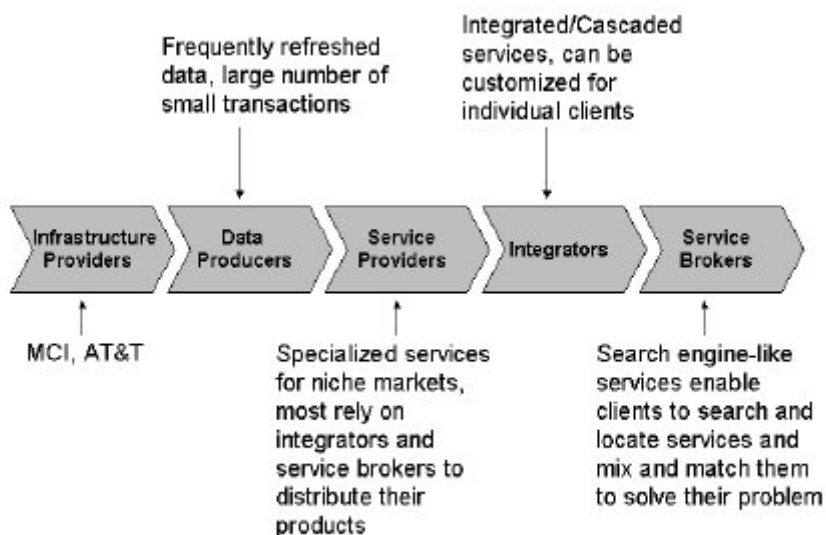 Frequently refreshed
data, large number of
small transactions
Integrated/Cascaded
services, can be
customized for
individual clients
Infrastructure
Providers
Data
Producers
Service
Providers
Integrators
Service
Brokers
MCI, AT&T
Specialized services
for niche markets,
most rely on
integrators and
service brokers to
distribute their
products
Search engine-like
services enable
clients to search and
locate services and
mix and match them
to solve their problem